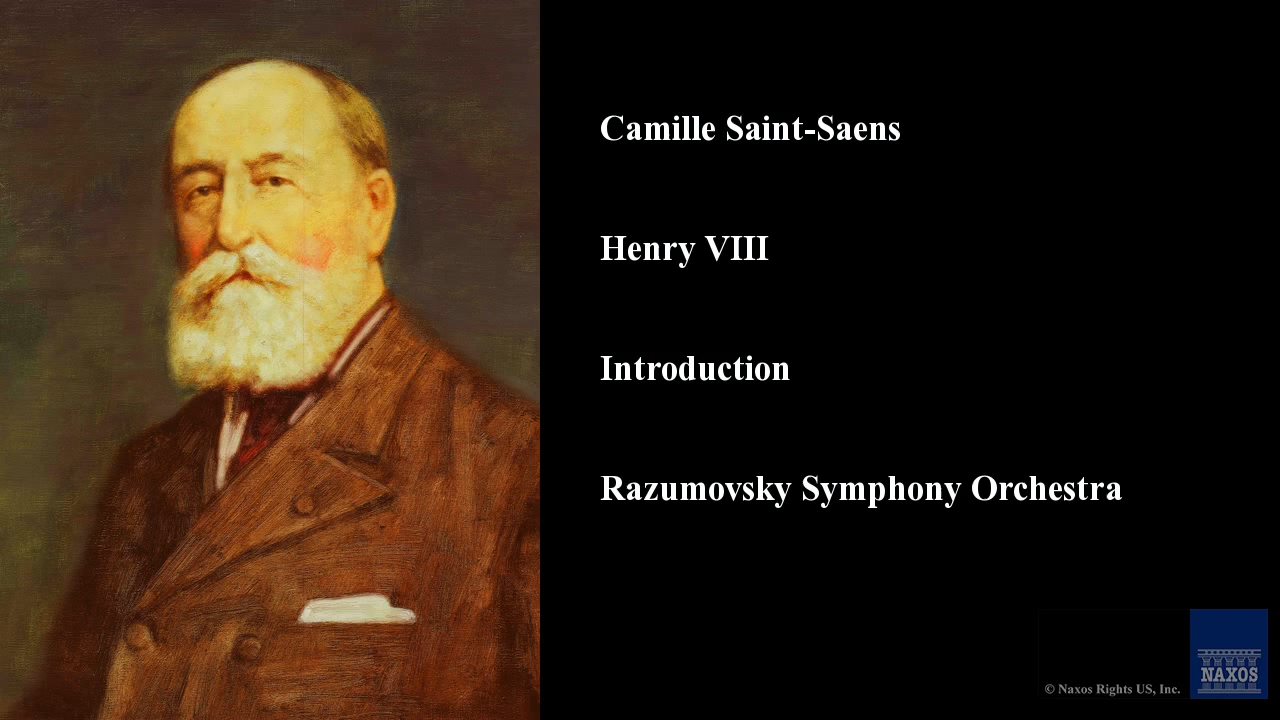 Camille Saint-Saens
Henry VIII
Introduction
Razumovsky Symphony Orchestra
© Naxos Rights US, Inc.
NAXOS